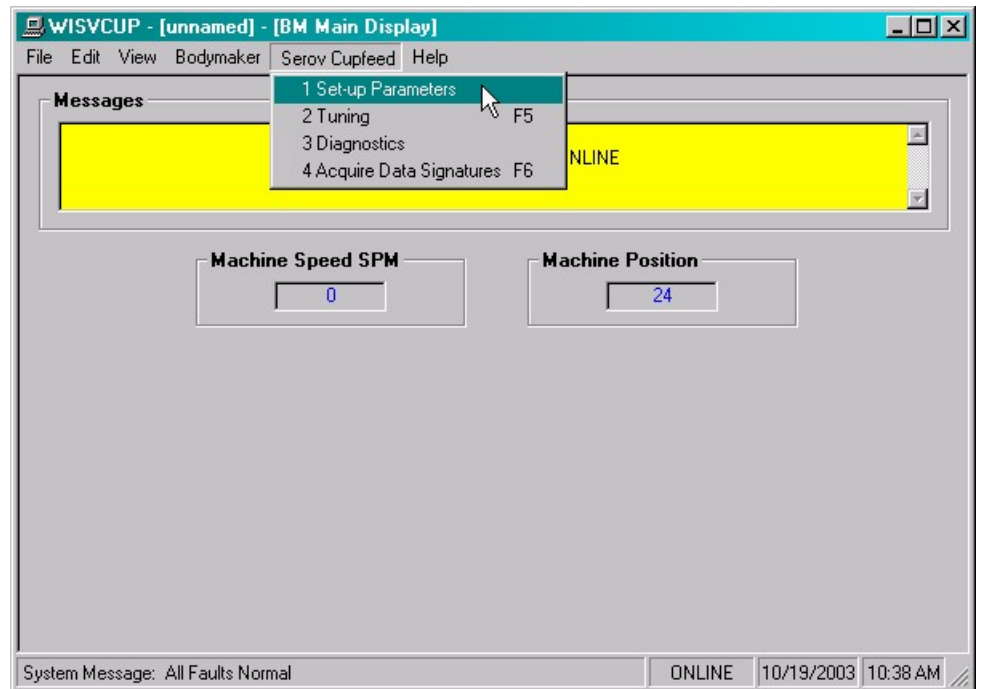 WISVCUP - [unnamed] - [BM Main Display]
File Edit View Bodymaker Serov Cupfeed Help
1 Set-up Parameters
2 Tuning F5
3 Diagnostics
4 Acquire Data Signatures F6
Messages
NLINE
Machine Speed SPM
0
Machine Position
24
System Message: All Faults Normal
ONLINE
10/19/2003
10:38 AM